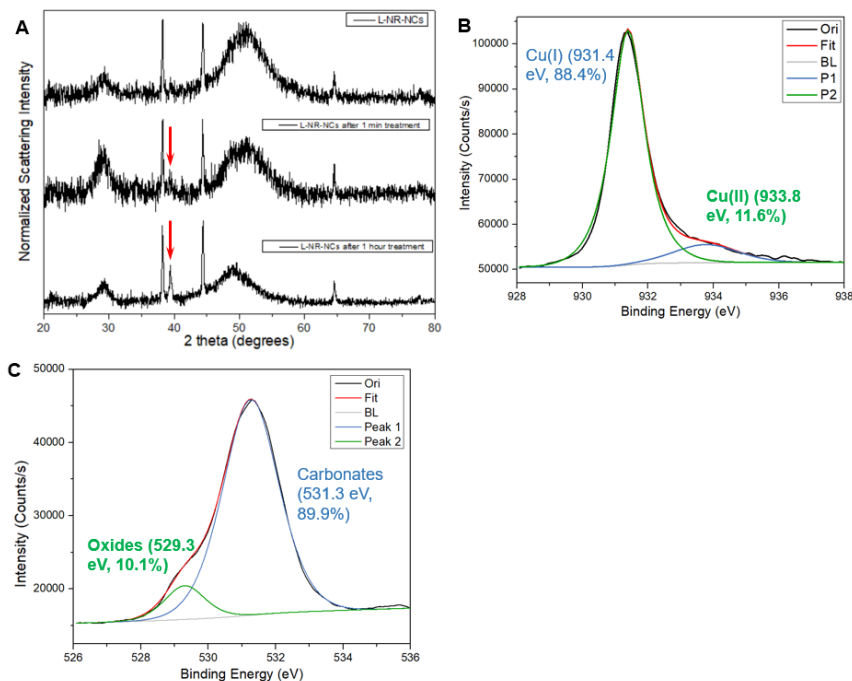 A
L-NR-NCs
L-NR-NCs after 1 min treatment
L-NR-NCs after 1 hour treatment
Normalized Scattering Intensity
20 30 40 50 60 70 80
2 theta (degrees)
B
Cu(I) (931.4
eV, 88.4%)
Ori
Fit
BL
P1
P2
Cu(II) (933.8
eV, 11.6%)
Intensity (Counts/s)
100000
90000
80000
70000
60000
50000
928 930 932 934 936 938
Binding Energy (eV)
C
Ori
Fit
BL
Peak 1
Peak 2
Carbonates
(531.3 eV,
89.9%)
Oxides (529.3
eV, 10.1%)
Intensity (Counts/s)
50000
40000
30000
20000
526 528 530 532 534 536
Binding Energy (eV)